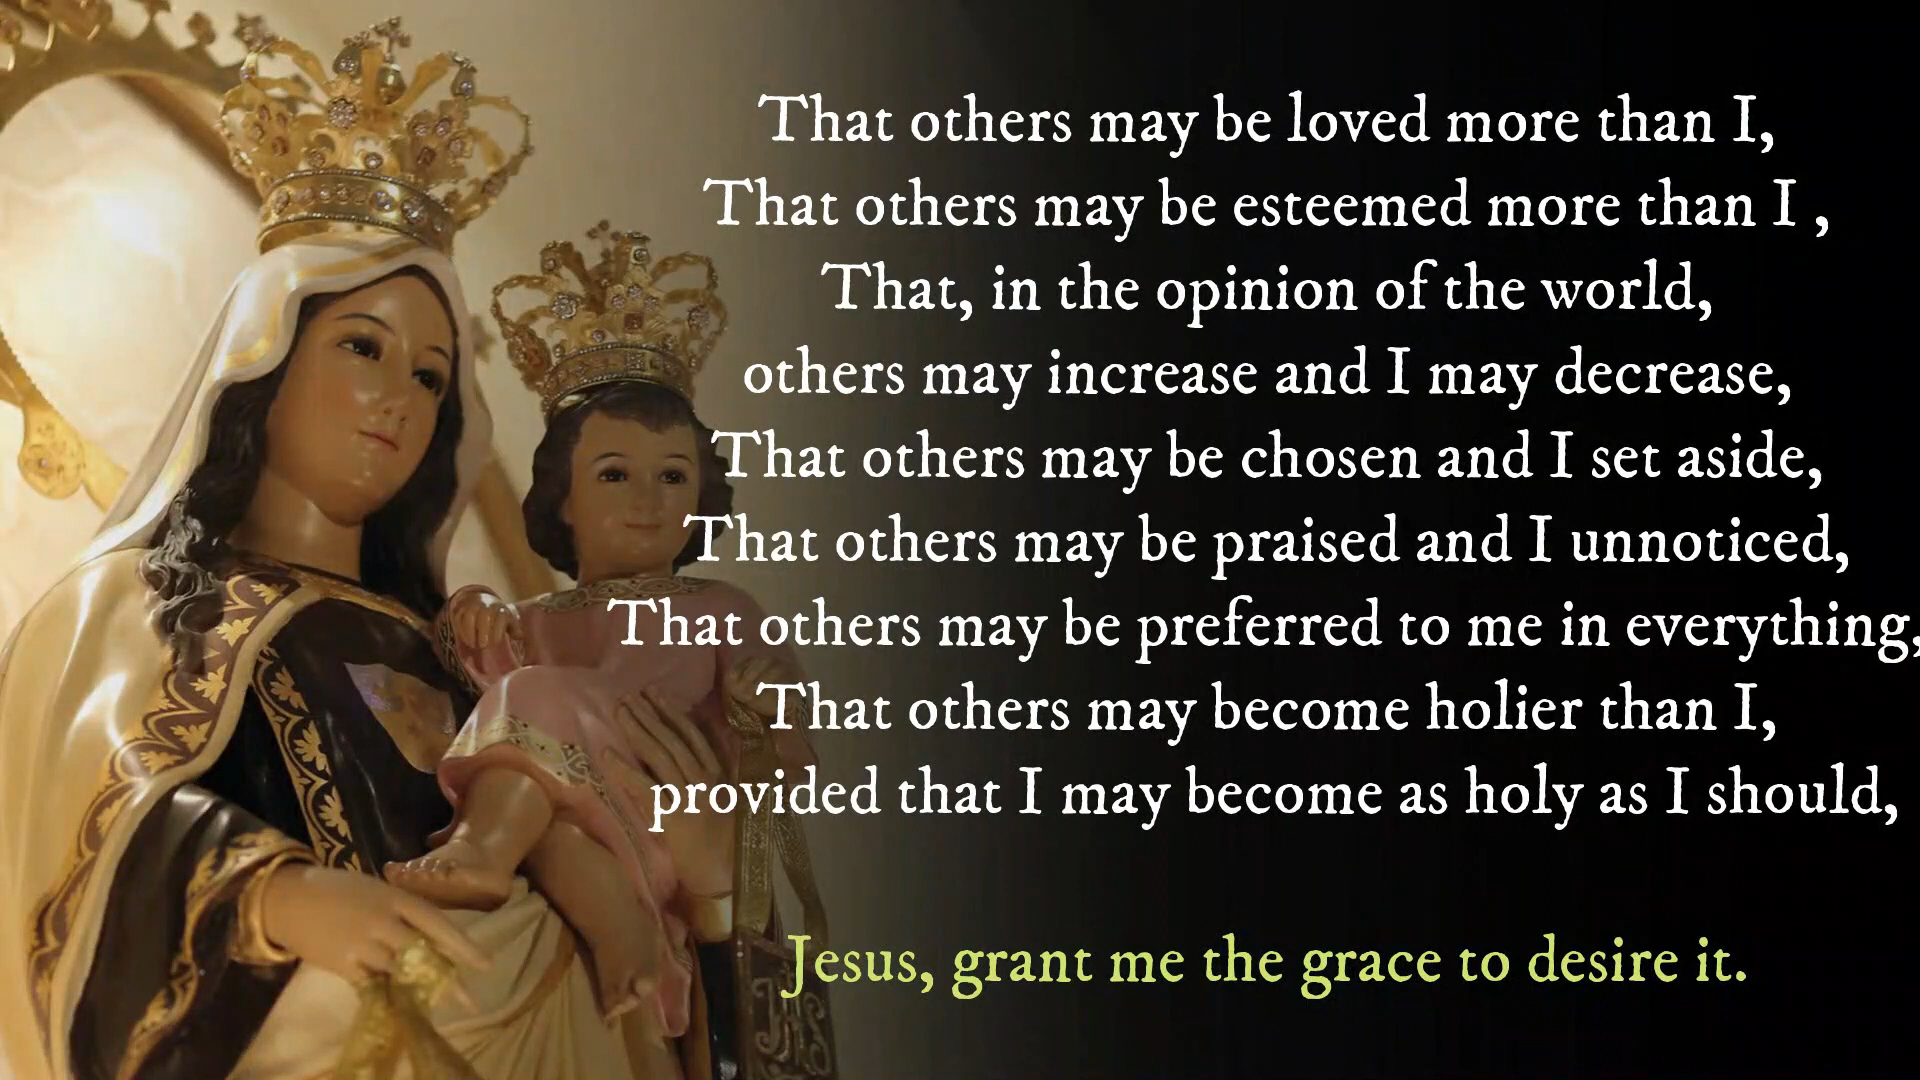 That others may be loved more than I,
That others may be esteemed more than I ,
That, in the opinion of the world,
others may increase and I may decrease,
That others may be chosen and I set aside,
That others may be praised and I unnoticed,
That others may be preferred to me in everything,
That others may become holier than I,
provided that I may become as holy as I should,
Jesus, grant me the grace to desire it.
JHS